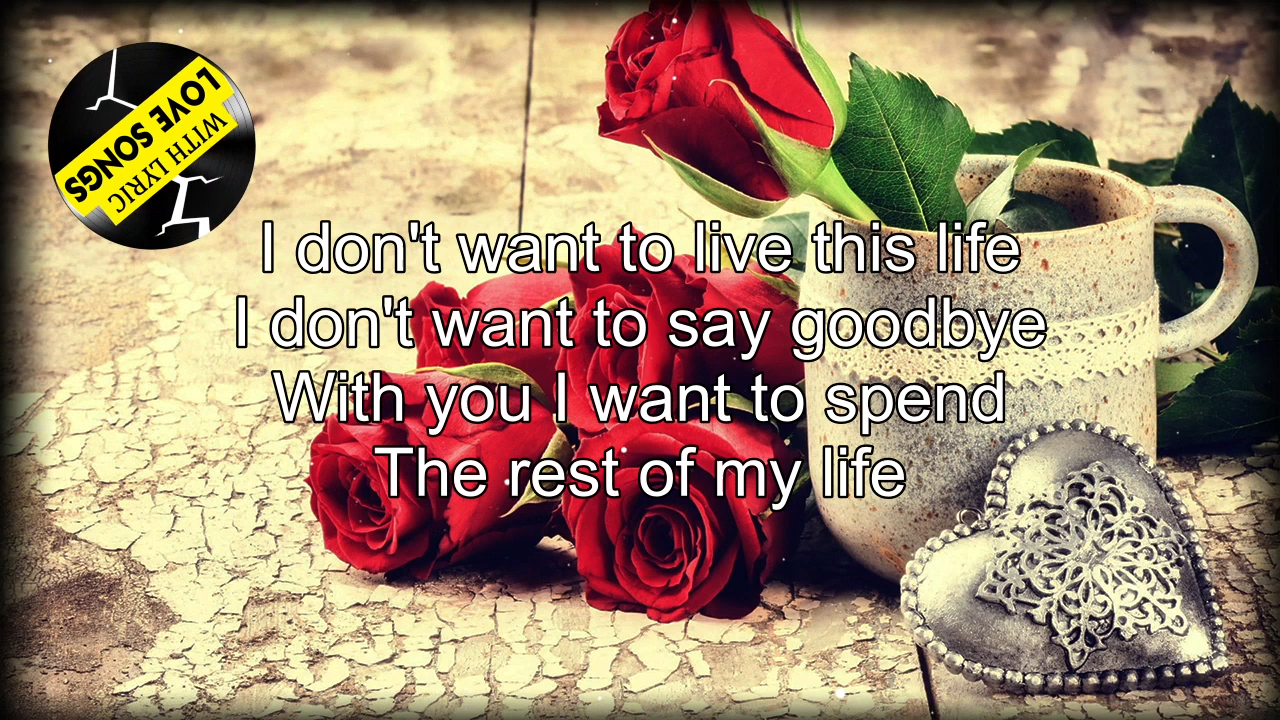 LOVE SONGS
WITH LYRIC
I don't want to live this life
I don't want to say goodbye
With you I want to spend
The rest of my life